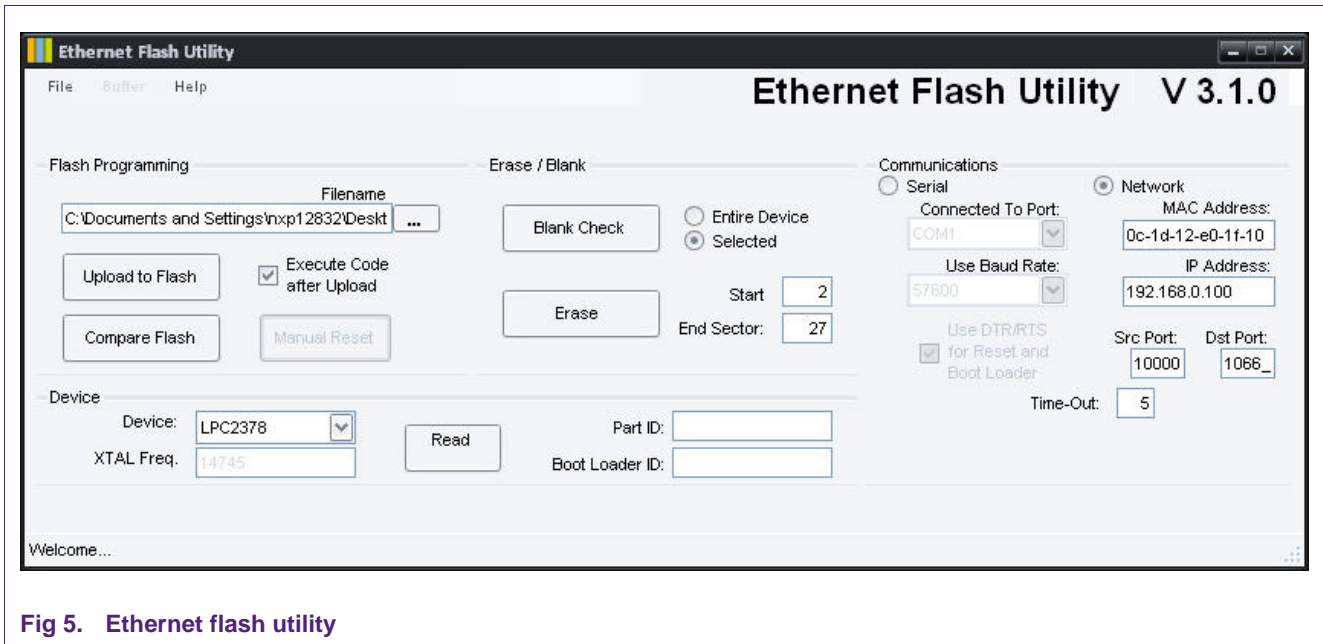 Ethernet Flash Utility
File Buffer Help
Ethernet Flash Utility V 3.1.0
Flash Programming
Filename
C:\Documents and Settings\nxp12832\Deskt ...
Upload to Flash
Execute Code
after Upload
Compare Flash
Manual Reset
Erase / Blank
Blank Check
Entire Device
Selected
Erase
Start 2
End Sector: 27
Communications
Serial
Connected To Port:
COM1
Use Baud Rate:
57600
Use DTR/RTS
for Reset and
Boot Loader
Network
MAC Address:
0c-1d-12-e0-1f-10
IP Address:
192.168.0.100
Src Port: Dst Port:
10000 1066_
Time-Out: 5
Device
Device: LPC2378
XTAL Freq. 14745
Read
Part ID:
Boot Loader ID:
Welcome...
Fig 5. Ethernet flash utility